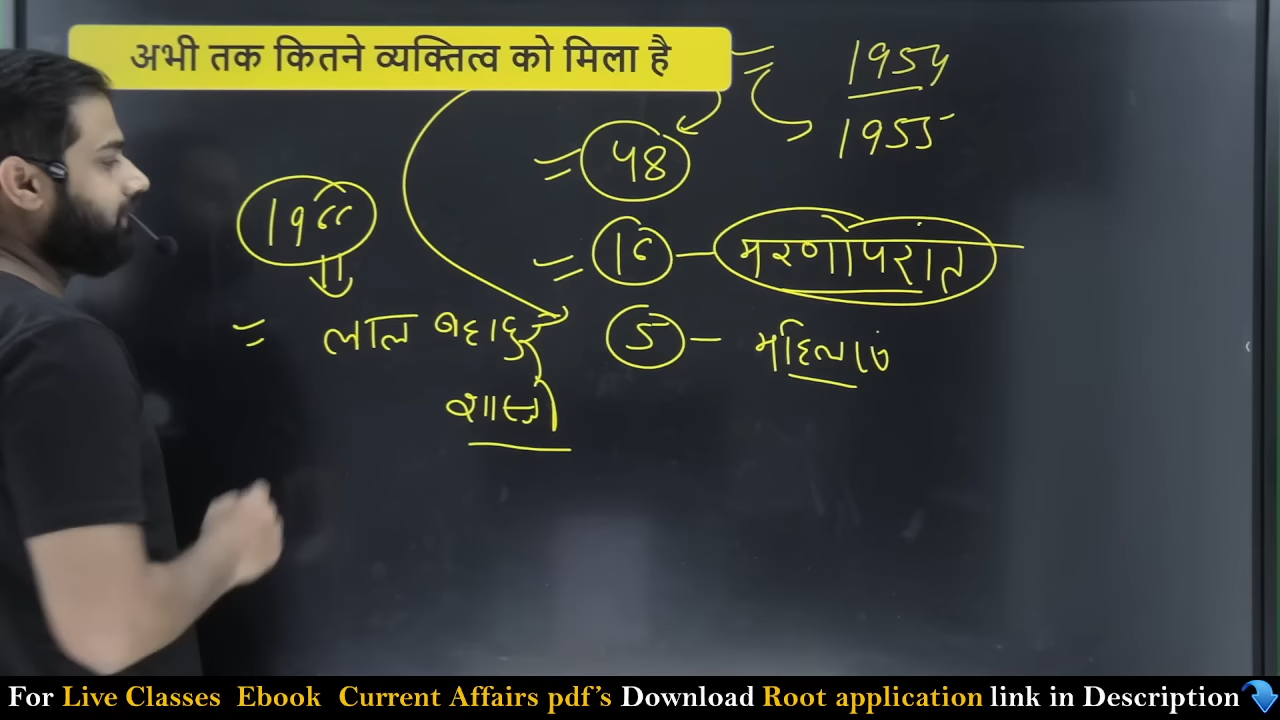 अभी तक कितने व्यक्तित्व को मिला है
1954
1955
48
1966
16 - मरणोपरांत
= लाल बहादुर
शास्त्री
5 - महिलाएं
For Live Classes Ebook Current Affairs pdf's Download Root application link in Description